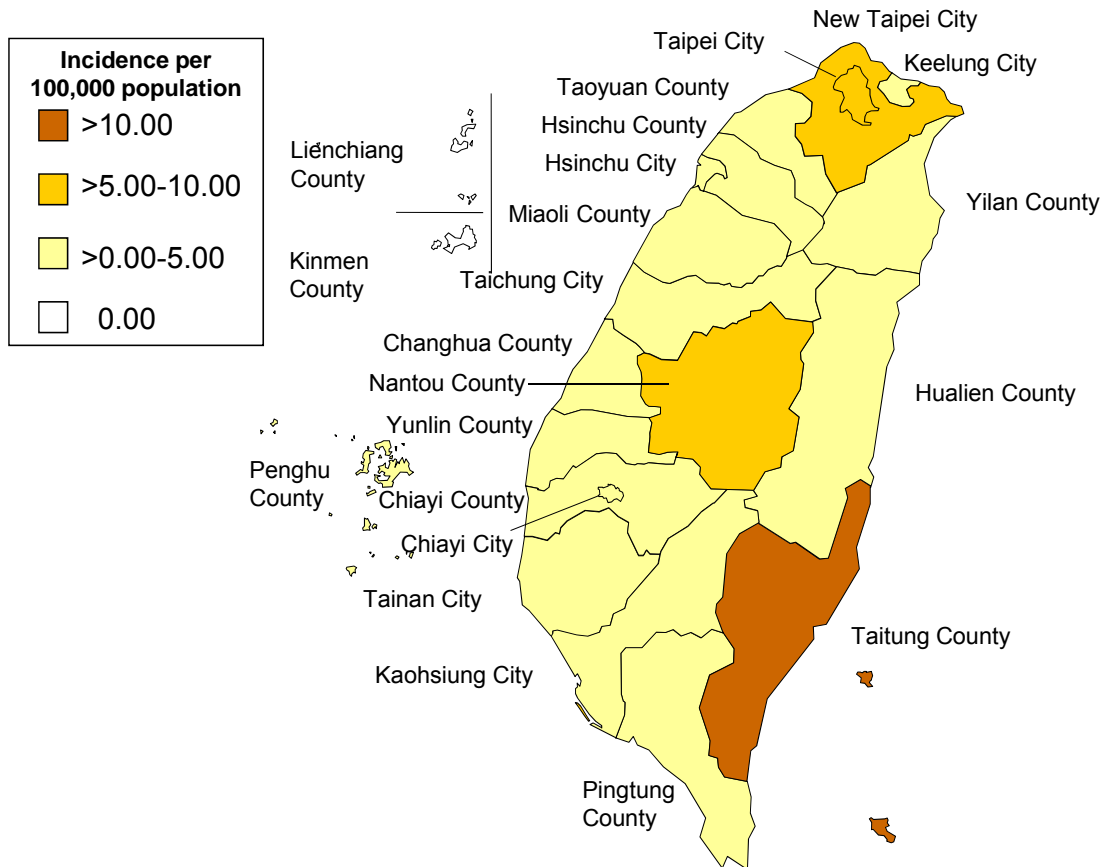 Incidence per
100,000 population
>10.00
>5.00-10.00
>0.00-5.00
0.00
New Taipei City
Taipei City
Keelung City
Taoyuan County
Hsinchu County
Lienchiang
County
Hsinchu City
Yilan County
Miaoli County
Kinmen
County
Taichung City
Changhua County
Nantou County
Hualien County
Yunlin County
Penghu
County
Chiayi County
Chiayi City
Tainan City
Taitung County
Kaohsiung City
Pingtung
County